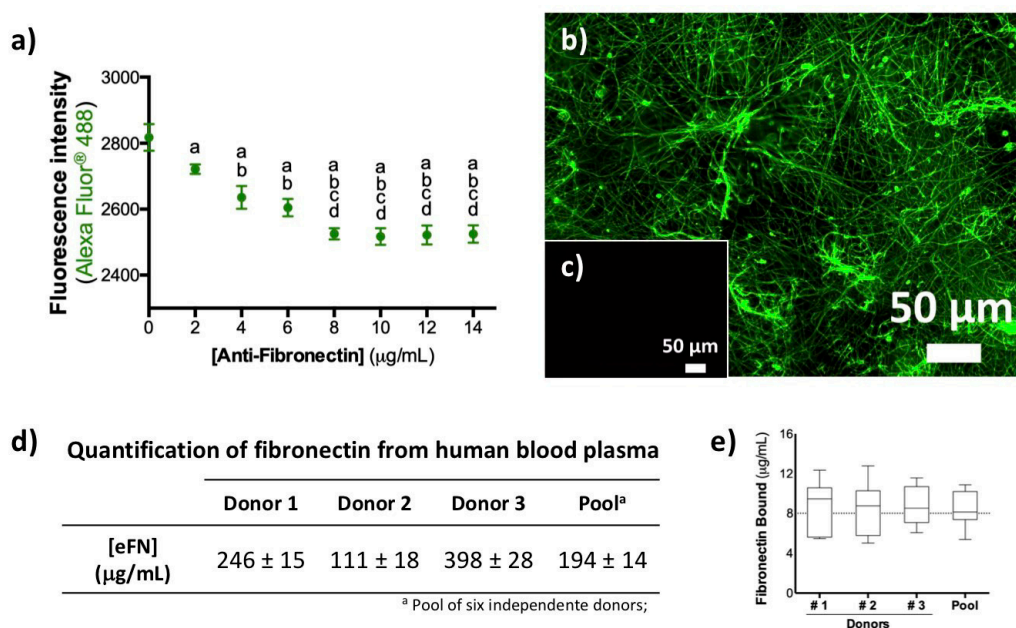 a)
Fluorescence intensity
(Alexa Fluor® 488)
3000
2800
2600
2400
a
a
b
a
b
a
b
c
d
a
b
c
d
a
b
c
d
a
b
c
d
0 2 4 6 8 10 12 14
[Anti-Fibronectin] (μg/mL)
b)
50 μm
c)
50 μm
d)
Quantification of fibronectin from human blood plasma
Donor 1 Donor 2 Donor 3 Poolᵃ
[eFN]
(μg/mL)
246 ± 15 111 ± 18 398 ± 28 194 ± 14
ᵃ Pool of six independente donors;
e)
Fibronectin Bound (μg/mL)
16
12
8
4
0
# 1 # 2 # 3 Pool
Donors